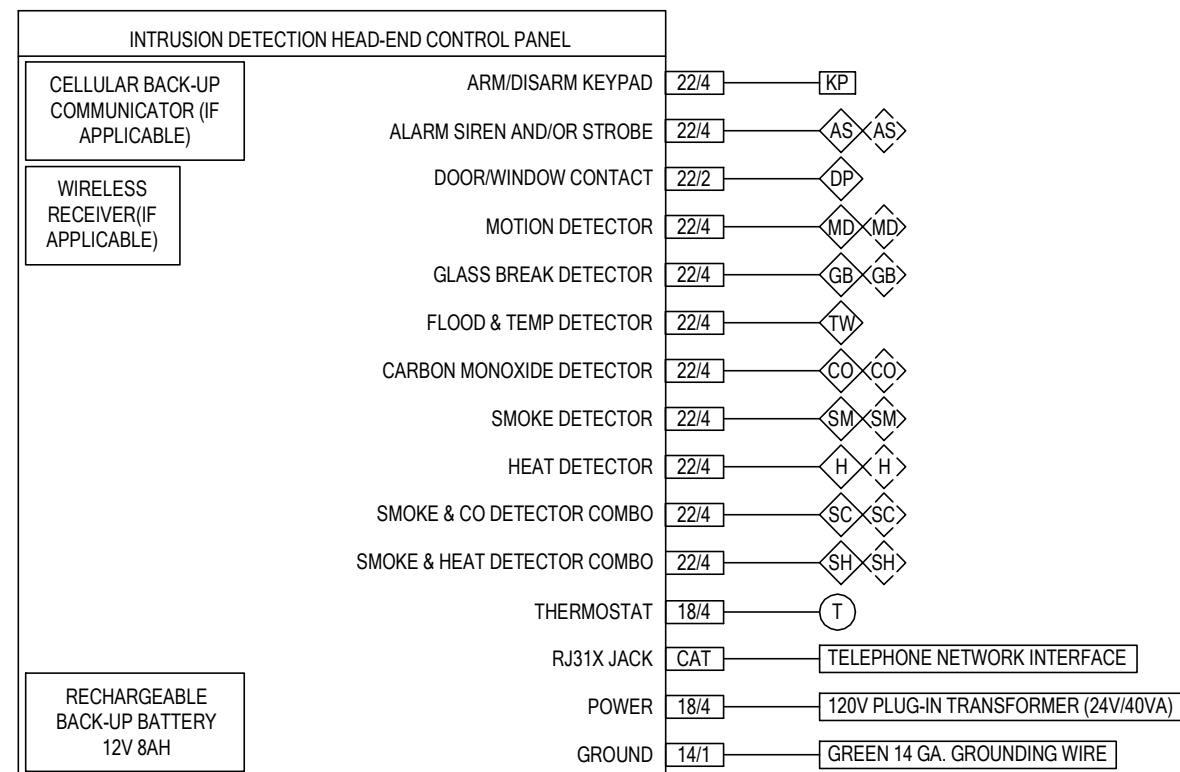 INTRUSION DETECTION HEAD-END CONTROL PANEL
CELLULAR BACK-UP
COMMUNICATOR (IF
APPLICABLE)
WIRELESS
RECEIVER(IF
APPLICABLE)
ARM/DISARM KEYPAD 22/4 KP
ALARM SIREN AND/OR STROBE 22/4 AS AS
DOOR/WINDOW CONTACT 22/2 DP
MOTION DETECTOR 22/4 MD MD
GLASS BREAK DETECTOR 22/4 GB GB
FLOOD & TEMP DETECTOR 22/4 TW
CARBON MONOXIDE DETECTOR 22/4 CO CO
SMOKE DETECTOR 22/4 SM SM
HEAT DETECTOR 22/4 H H
SMOKE & CO DETECTOR COMBO 22/4 SC SC
SMOKE & HEAT DETECTOR COMBO 22/4 SH SH
THERMOSTAT 18/4 T
RJ31X JACK CAT TELEPHONE NETWORK INTERFACE
POWER 18/4 120V PLUG-IN TRANSFORMER (24V/40VA)
GROUND 14/1 GREEN 14 GA. GROUNDING WIRE
RECHARGEABLE
BACK-UP BATTERY
12V 8AH